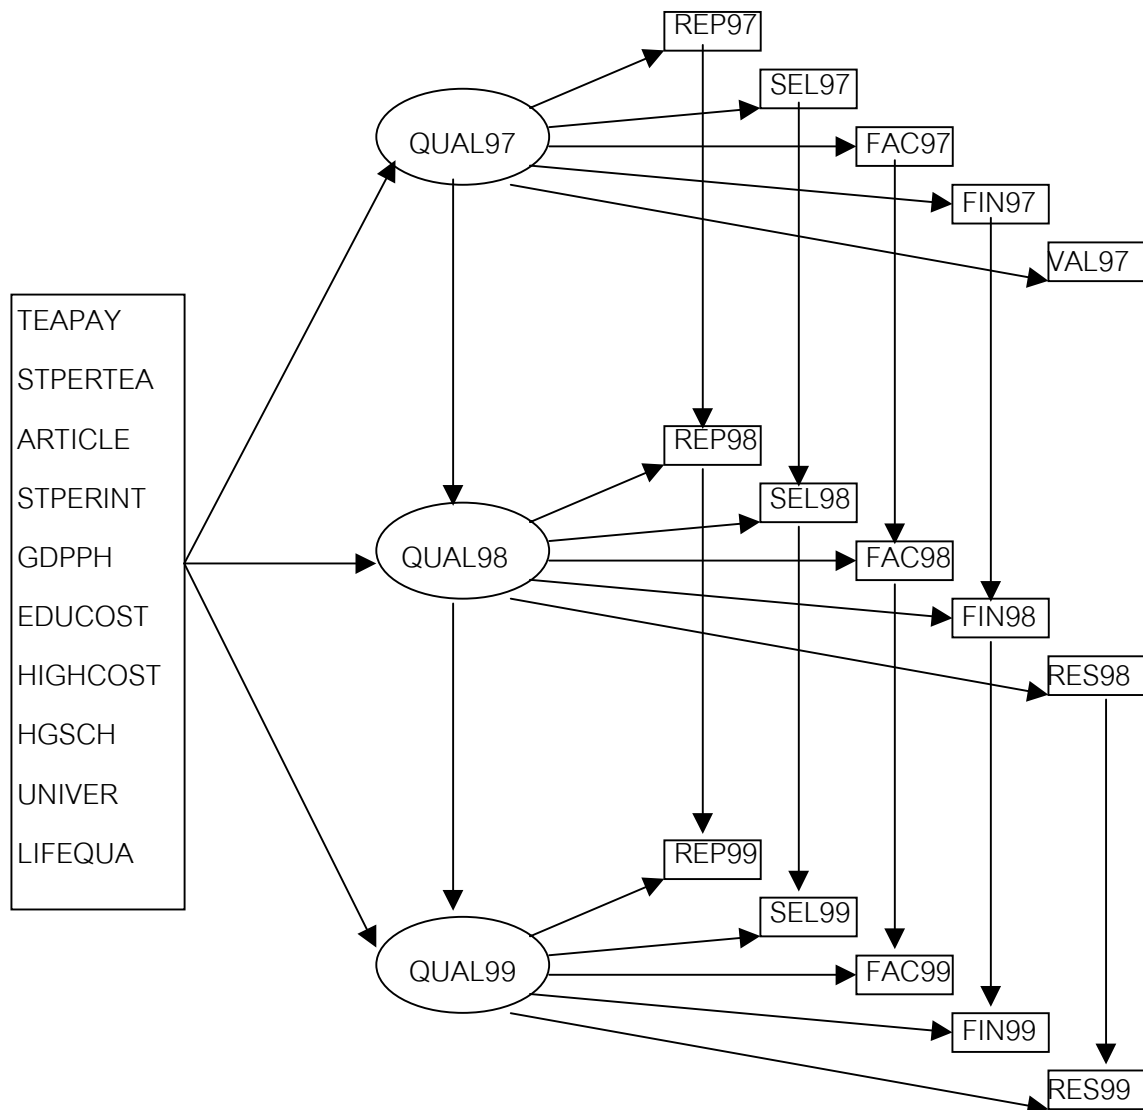 REP97
SEL97
QUAL97
FAC97
FIN97
VAL97
TEAPAY
STPERTEA
ARTICLE
STPERINT
GDPPH
EDUCOST
HIGHCOST
HGSCH
UNIVER
LIFEQUA
REP98
SEL98
QUAL98
FAC98
FIN98
RES98
REP99
SEL99
QUAL99
FAC99
FIN99
RES99